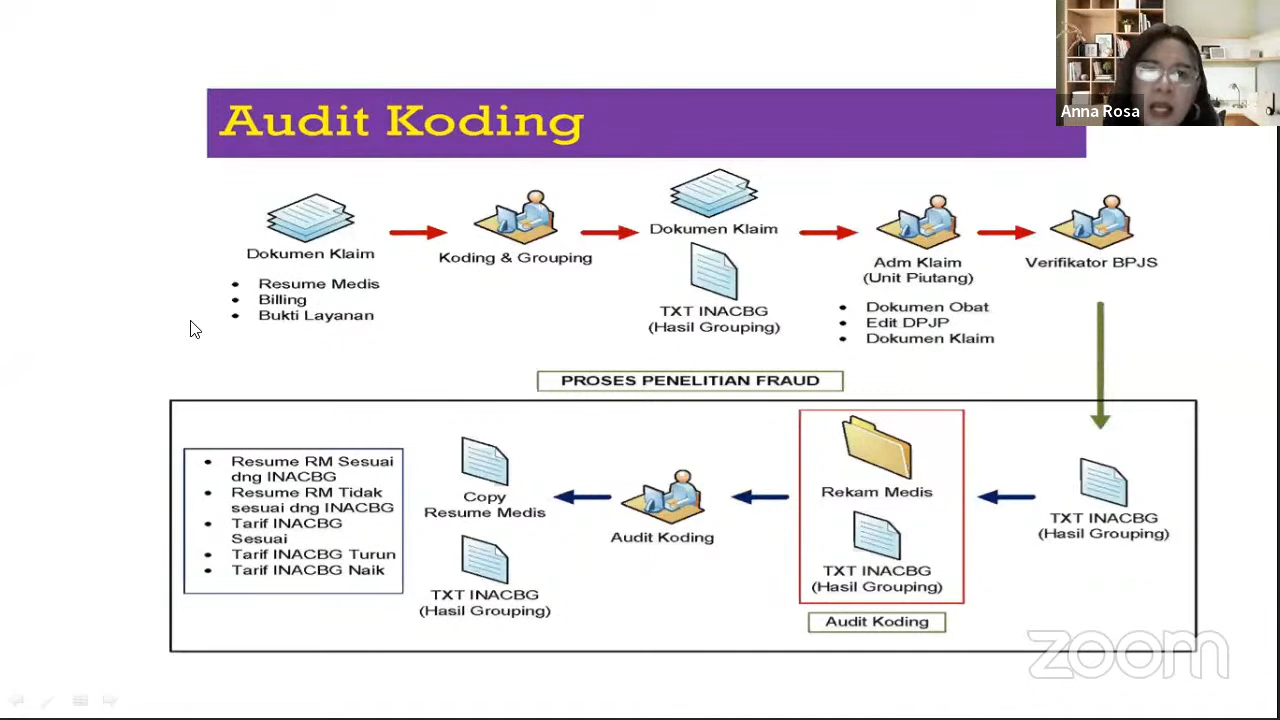 Audit Koding
Anna Rosa
Dokumen Klaim
• Resume Medis
• Billing
• Bukti Layanan
Koding & Grouping
Dokumen Klaim
TXT INACBG
(Hasil Grouping)
Adm Klaim
(Unit Piutang)
• Dokumen Obat
• Edit DPJP
• Dokumen Klaim
Verifikator BPJS
PROSES PENELITIAN FRAUD
• Resume RM Sesuai
dng INACBG
• Resume RM Tidak
sesuai dng INACBG
• Tarif INACBG
Sesuai
• Tarif INACBG Turun
• Tarif INACBG Naik
Copy
Resume Medis
TXT INACBG
(Hasil Grouping)
Audit Koding
Rekam Medis
TXT INACBG
(Hasil Grouping)
Audit Koding
TXT INACBG
(Hasil Grouping)
zoom